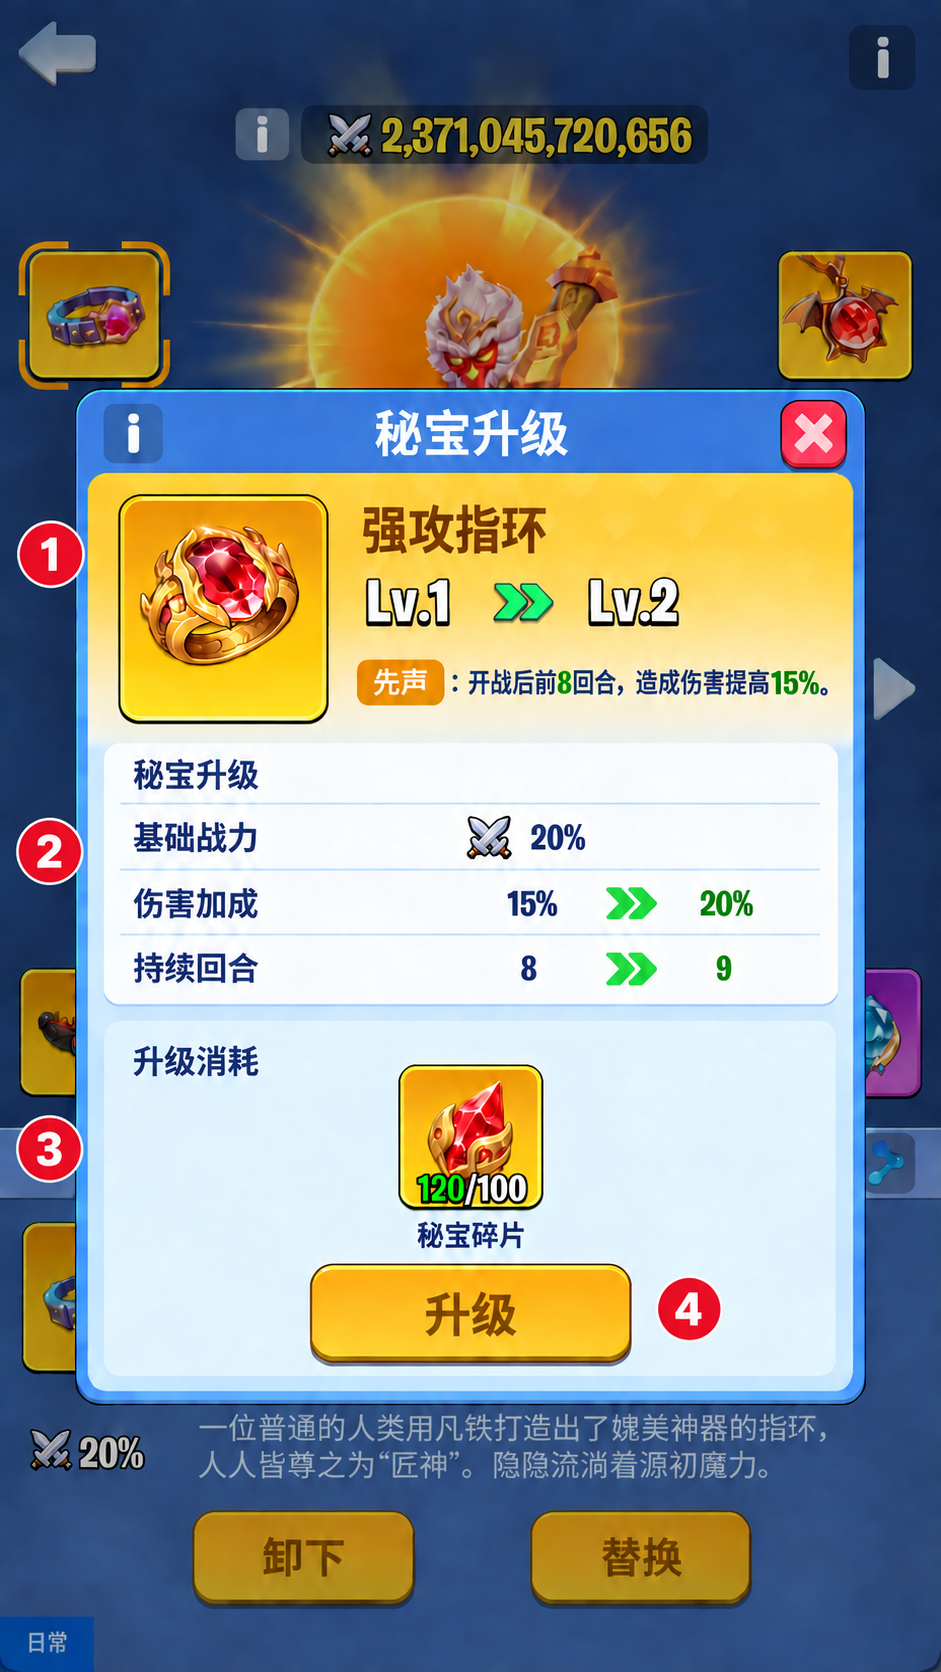 i
i 2,371,045,720,656
i 秘宝升级
1
强攻指环
Lv.1 Lv.2
先声：开战后前8回合，造成伤害提高15%。
秘宝升级
2
基础战力 20%
伤害加成 15% 20%
持续回合 8 9
升级消耗
3
120/100
秘宝碎片
升级
4
20%
一位普通的人类用凡铁打造出了媲美神器的指环，
人人皆尊之为“匠神”。隐隐流淌着源初魔力。
卸下 替换
日常